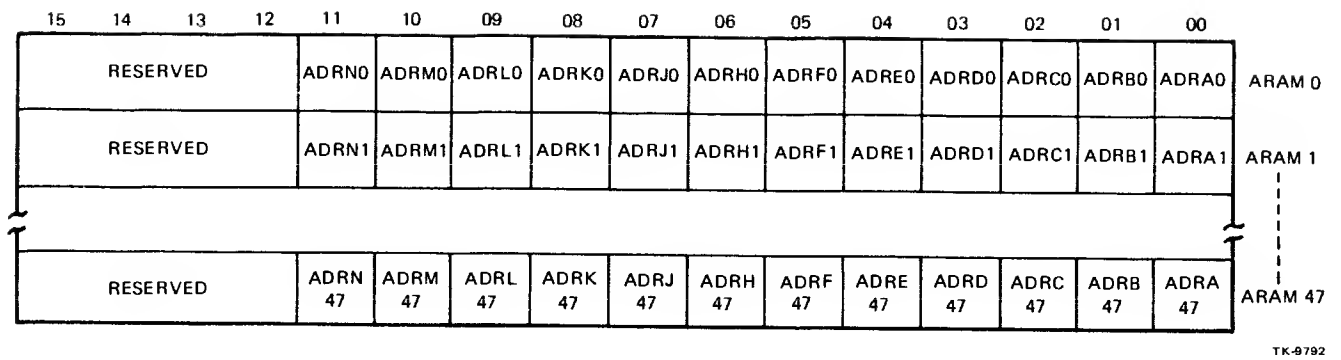 15 14 13 12 11 10 09 08 07 06 05 04 03 02 01 00
RESERVED ADRN0 ADRM0 ADRL0 ADRK0 ADRJ0 ADRH0 ADRF0 ADRE0 ADRD0 ADRC0 ADRB0 ADRA0 ARAM 0
RESERVED ADRN1 ADRM1 ADRL1 ADRK1 ADRJ1 ADRH1 ADRF1 ADRE1 ADRD1 ADRC1 ADRB1 ADRA1 ARAM 1
RESERVED ADRN ADRM ADRL ADRK ADRJ ADRH ADRF ADRE ADRD ADRC ADRB ADRA ARAM 47
47 47 47 47 47 47 47 47 47 47 47 47
TK-9792